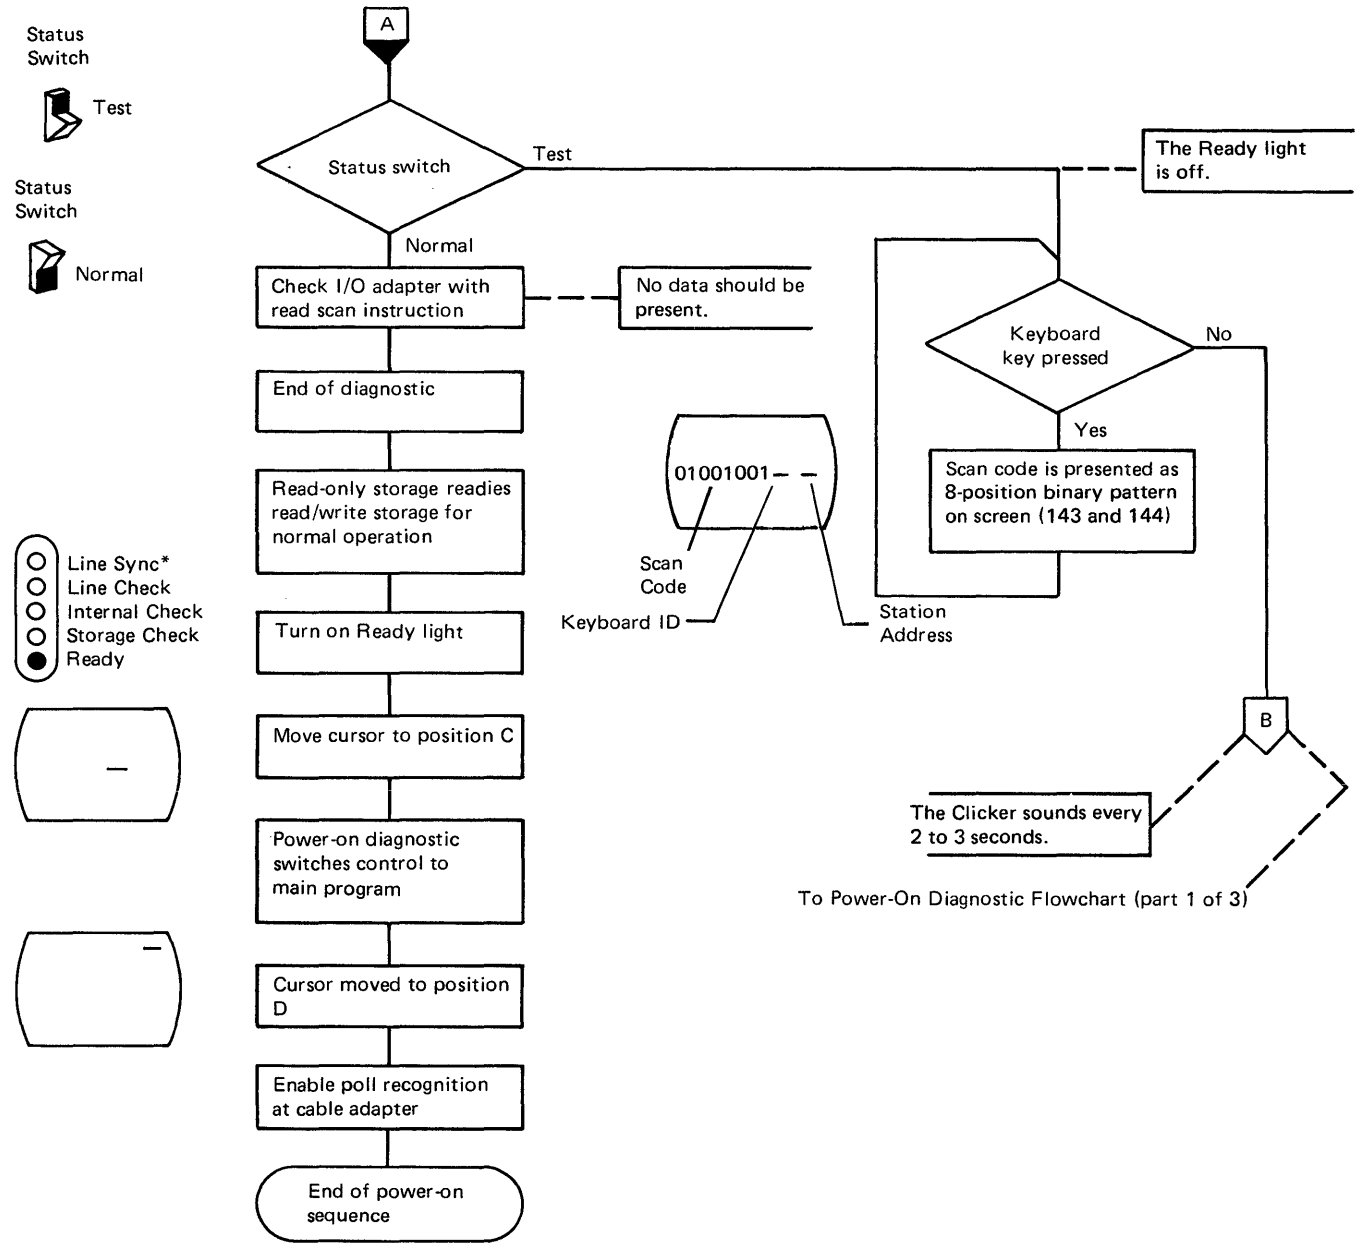 A
Status
Switch
Test
Status
Switch
Normal
Status switch
Test
The Ready light
is off.
Normal
Check I/O adapter with
read scan instruction
No data should be
present.
Keyboard
key pressed
No
Yes
End of diagnostic
Scan code is presented as
8-position binary pattern
on screen (143 and 144)
01001001— —
Scan
Code
Keyboard ID
Station
Address
Read-only storage readies
read/write storage for
normal operation
Line Sync*
Line Check
Internal Check
Storage Check
Ready
Turn on Ready light
Move cursor to position C
B
The Clicker sounds every
2 to 3 seconds.
To Power-On Diagnostic Flowchart (part 1 of 3)
Power-on diagnostic
switches control to
main program
Cursor moved to position
D
Enable poll recognition
at cable adapter
End of power-on
sequence